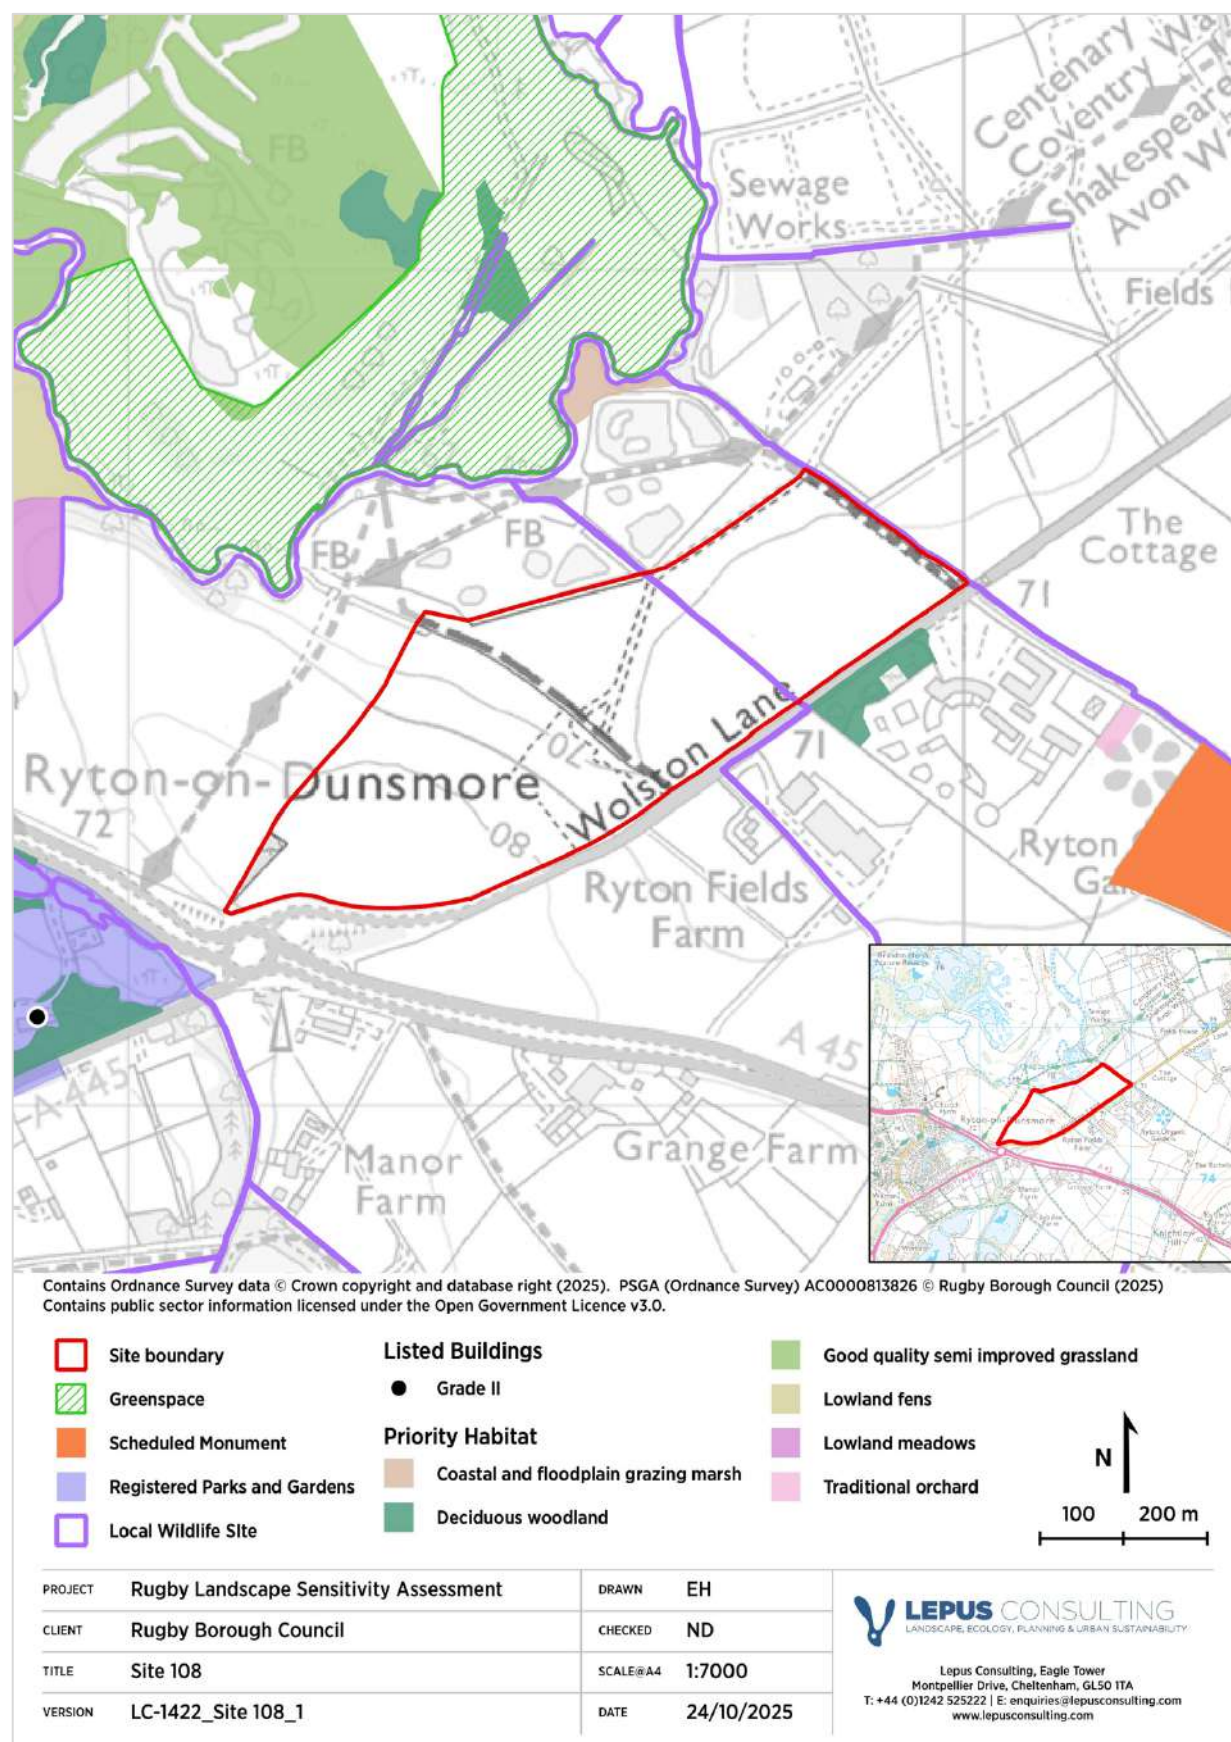 Centenary Way
Coventry Way
Shakespeare
Avon W
FB
Sewage
Works
Fields
The
Cottage
71
FB
FB
Wolston Lane
70
71
Ryton-on-Dunsmore
72
80
Ryton
Ga
Ryton Fields
Farm
A 45
A 445
Grange Farm
Manor
Farm
Contains Ordnance Survey data © Crown copyright and database right (2025). PSGA (Ordnance Survey) AC0000813826 © Rugby Borough Council (2025)
Contains public sector information licensed under the Open Government Licence v3.0.
Site boundary
Greenspace
Scheduled Monument
Registered Parks and Gardens
Local Wildlife SIte
Listed Buildings
Grade II
Priority Habitat
Coastal and floodplain grazing marsh
Deciduous woodland
Good quality semi improved grassland
Lowland fens
Lowland meadows
Traditional orchard
N
100 200 m
PROJECT Rugby Landscape Sensitivity Assessment
CLIENT Rugby Borough Council
TITLE Site 108
VERSION LC-1422_Site 108_1
DRAWN EH
CHECKED ND
SCALE@A4 1:7000
DATE 24/10/2025
LEPUS CONSULTING
LANDSCAPE, ECOLOGY, PLANNING & URBAN SUSTAINABILITY
Lepus Consulting, Eagle Tower
Montpellier Drive, Cheltenham, GL50 1TA
T: +44 (0)1242 525222 | E: enquiries@lepusconsulting.com
www.lepusconsulting.com